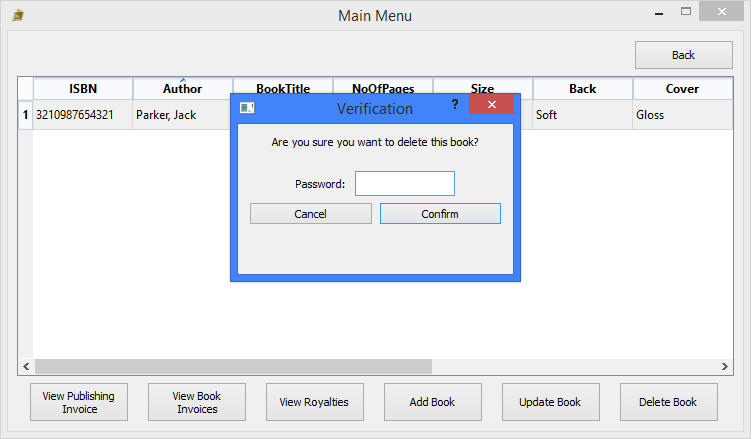 Main Menu
Back
ISBN Author BookTitle NoOfPages Size Back Cover
1 3210987654321 Parker, Jack Soft Gloss
Verification ?
Are you sure you want to delete this book?
Password:
Cancel Confirm
View Publishing Invoice
View Book Invoices
View Royalties
Add Book
Update Book
Delete Book